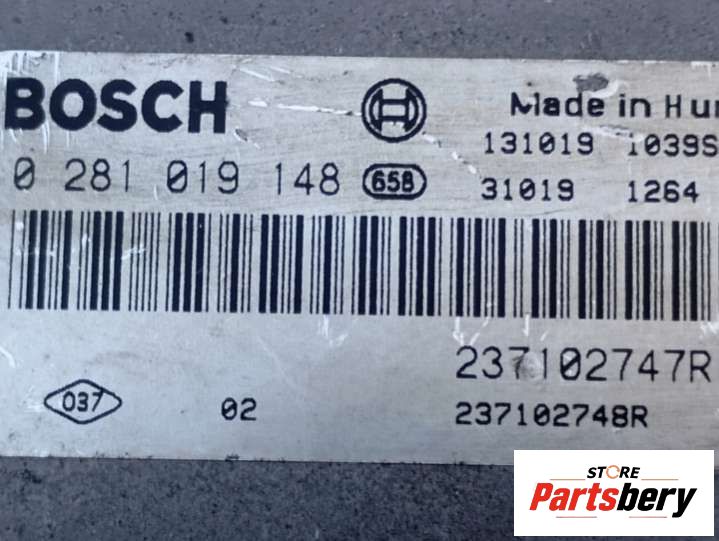 BOSCH
Made in Hu
131019 1039S
0 281 019 148 658
31019 1264
237102747R
037 02 237102748R
STORE
Partsbery